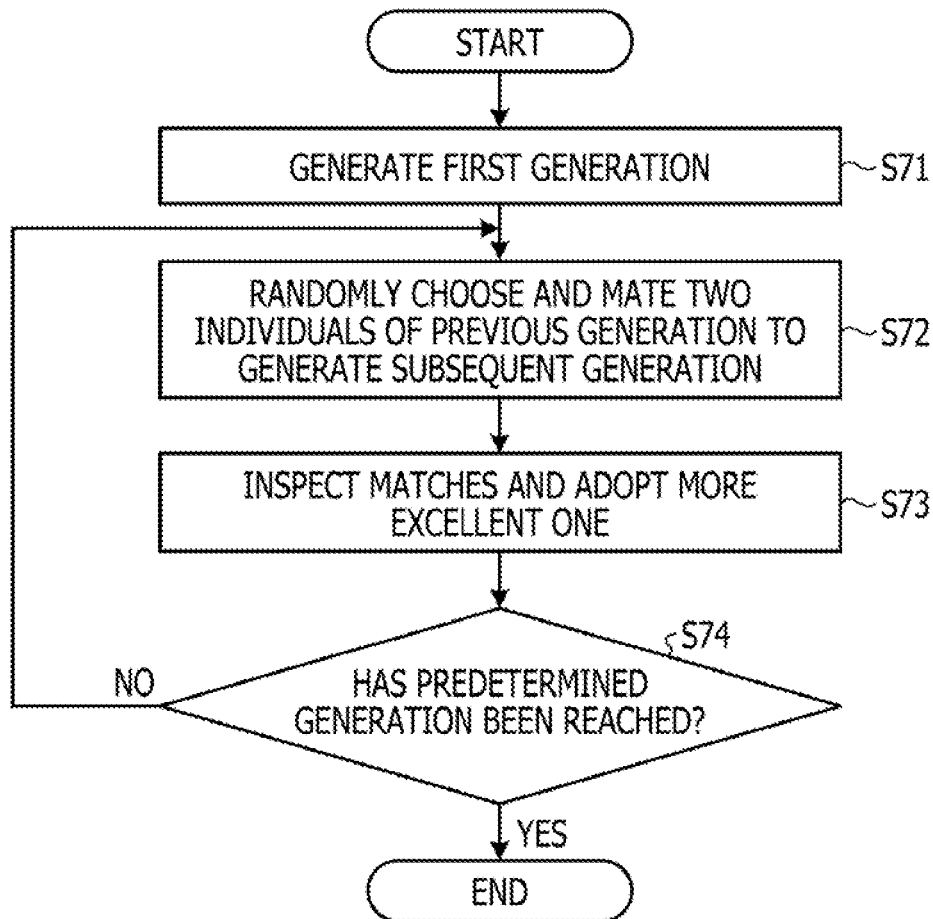 START
GENERATE FIRST GENERATION
S71
RANDOMLY CHOOSE AND MATE TWO
INDIVIDUALS OF PREVIOUS GENERATION TO
GENERATE SUBSEQUENT GENERATION
S72
INSPECT MATCHES AND ADOPT MORE
EXCELLENT ONE
S73
S74
HAS PREDETERMINED
GENERATION BEEN REACHED?
NO
YES
END